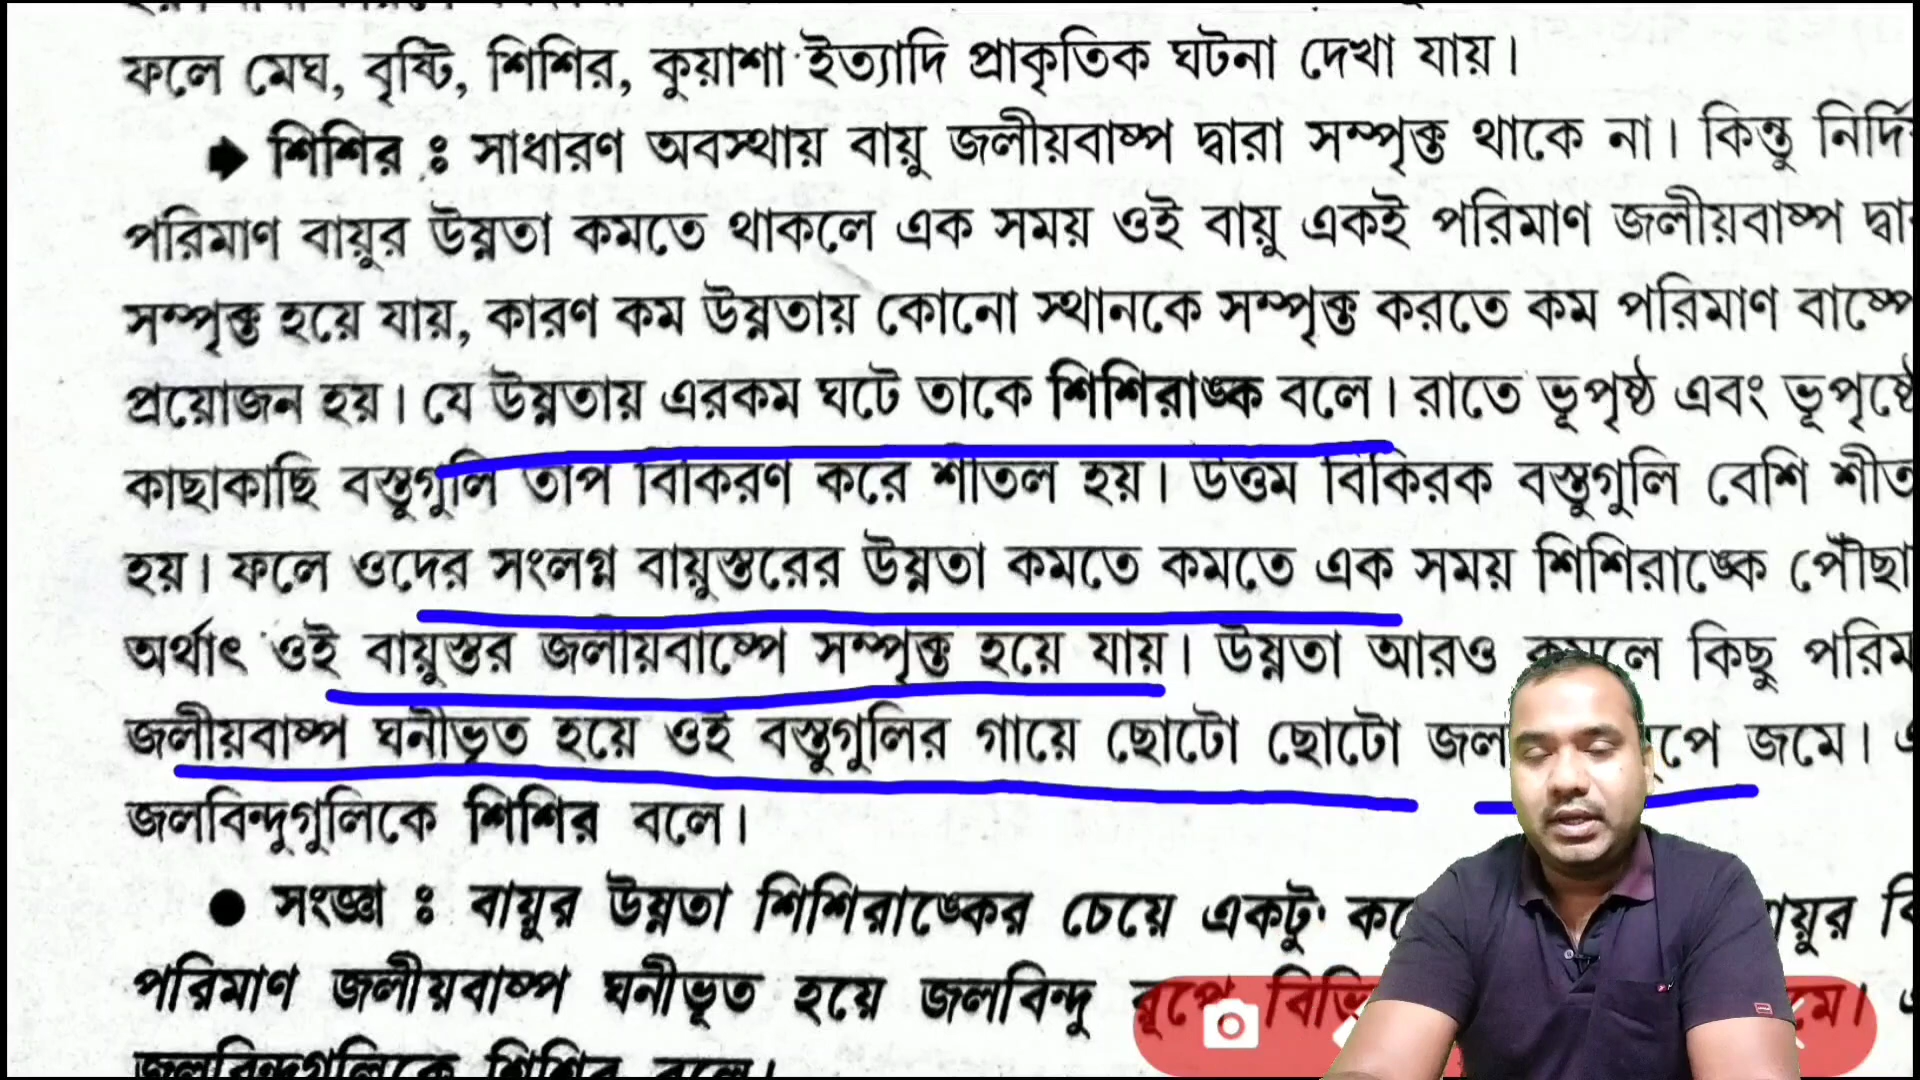 ফলে মেঘ, বৃষ্টি, শিশির, কুয়াশা ইত্যাদি প্রাকৃতিক ঘটনা দেখা যায়।
শিশির : সাধারণ অবস্থায় বায়ু জলীয়বাষ্প দ্বারা সম্পৃক্ত থাকে না। কিন্তু
পরিমাণ বায়ুর উষ্ণতা কমতে থাকলে এক সময় ওই বায়ু একই পরিমাণ জলীয়বাষ্প
সম্পৃক্ত হয়ে যায়, কারণ কম উষ্ণতায় কোনো স্থানকে সম্পৃক্ত করতে কম পরিমাণ
প্রয়োজন হয়। যে উষ্ণতায় এরকম ঘটে তাকে শিশিরাঙ্ক বলে। রাতে ভূপৃষ্ঠ এবং
কাছাকাছি বস্তুগুলি তাপ বিকিরণ করে শীতল হয়। উত্তম বিকিরক বস্তুগুলি বেশি
হয়। ফলে ওদের সংলগ্ন বায়ুস্তরের উষ্ণতা কমতে কমতে এক সময় শিশিরাঙ্কে
অর্থাৎ ওই বায়ুস্তর জলীয়বাষ্পে সম্পৃক্ত হয়ে যায়। উষ্ণতা আরও কমলে কিছু
জলীয়বাষ্প ঘনীভূত হয়ে ওই বস্তুগুলির গায়ে ছোটো ছোটো জমে।
জলবিন্দুগুলিকে শিশির বলে।
● সংজ্ঞা : বায়ুর উষ্ণতা শিশিরাঙ্কের চেয়ে একটু
পরিমাণ জলীয়বাষ্প ঘনীভূত হয়ে জলবিন্দু রূপে
জলবিন্দুগুলিকে শিশির বলে।